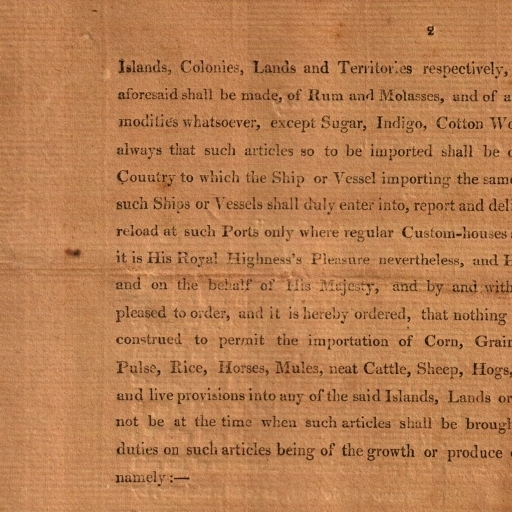 2
Islands, Colonies, Lands and Territories respectively,
aforesaid shall be made, of Rum and Molasses, and of a
modities whatsoever, except Sugar, Indigo, Cotton We
always that such articles so to be imported shall be
Couutry to which the Ship or Vessel importing the same
such Ships or Vessels shall duly enter into, report and deli
reload at such Ports only where regular Custom-houses
it is His Royal Highness's Pleasure nevertheless, and H
and on the behalf of His Majesty, and by and with
pleased to order, and it is hereby ordered, that nothing
construed to permit the importation of Corn, Grain
Pulse, Rice, Horses, Mules, neat Cattle, Sheep, Hogs,
and live provisions into any of the said Islands, Lands or
not be at the time when such articles shall be brough
duties on such articles being of the growth or produce
namely:—